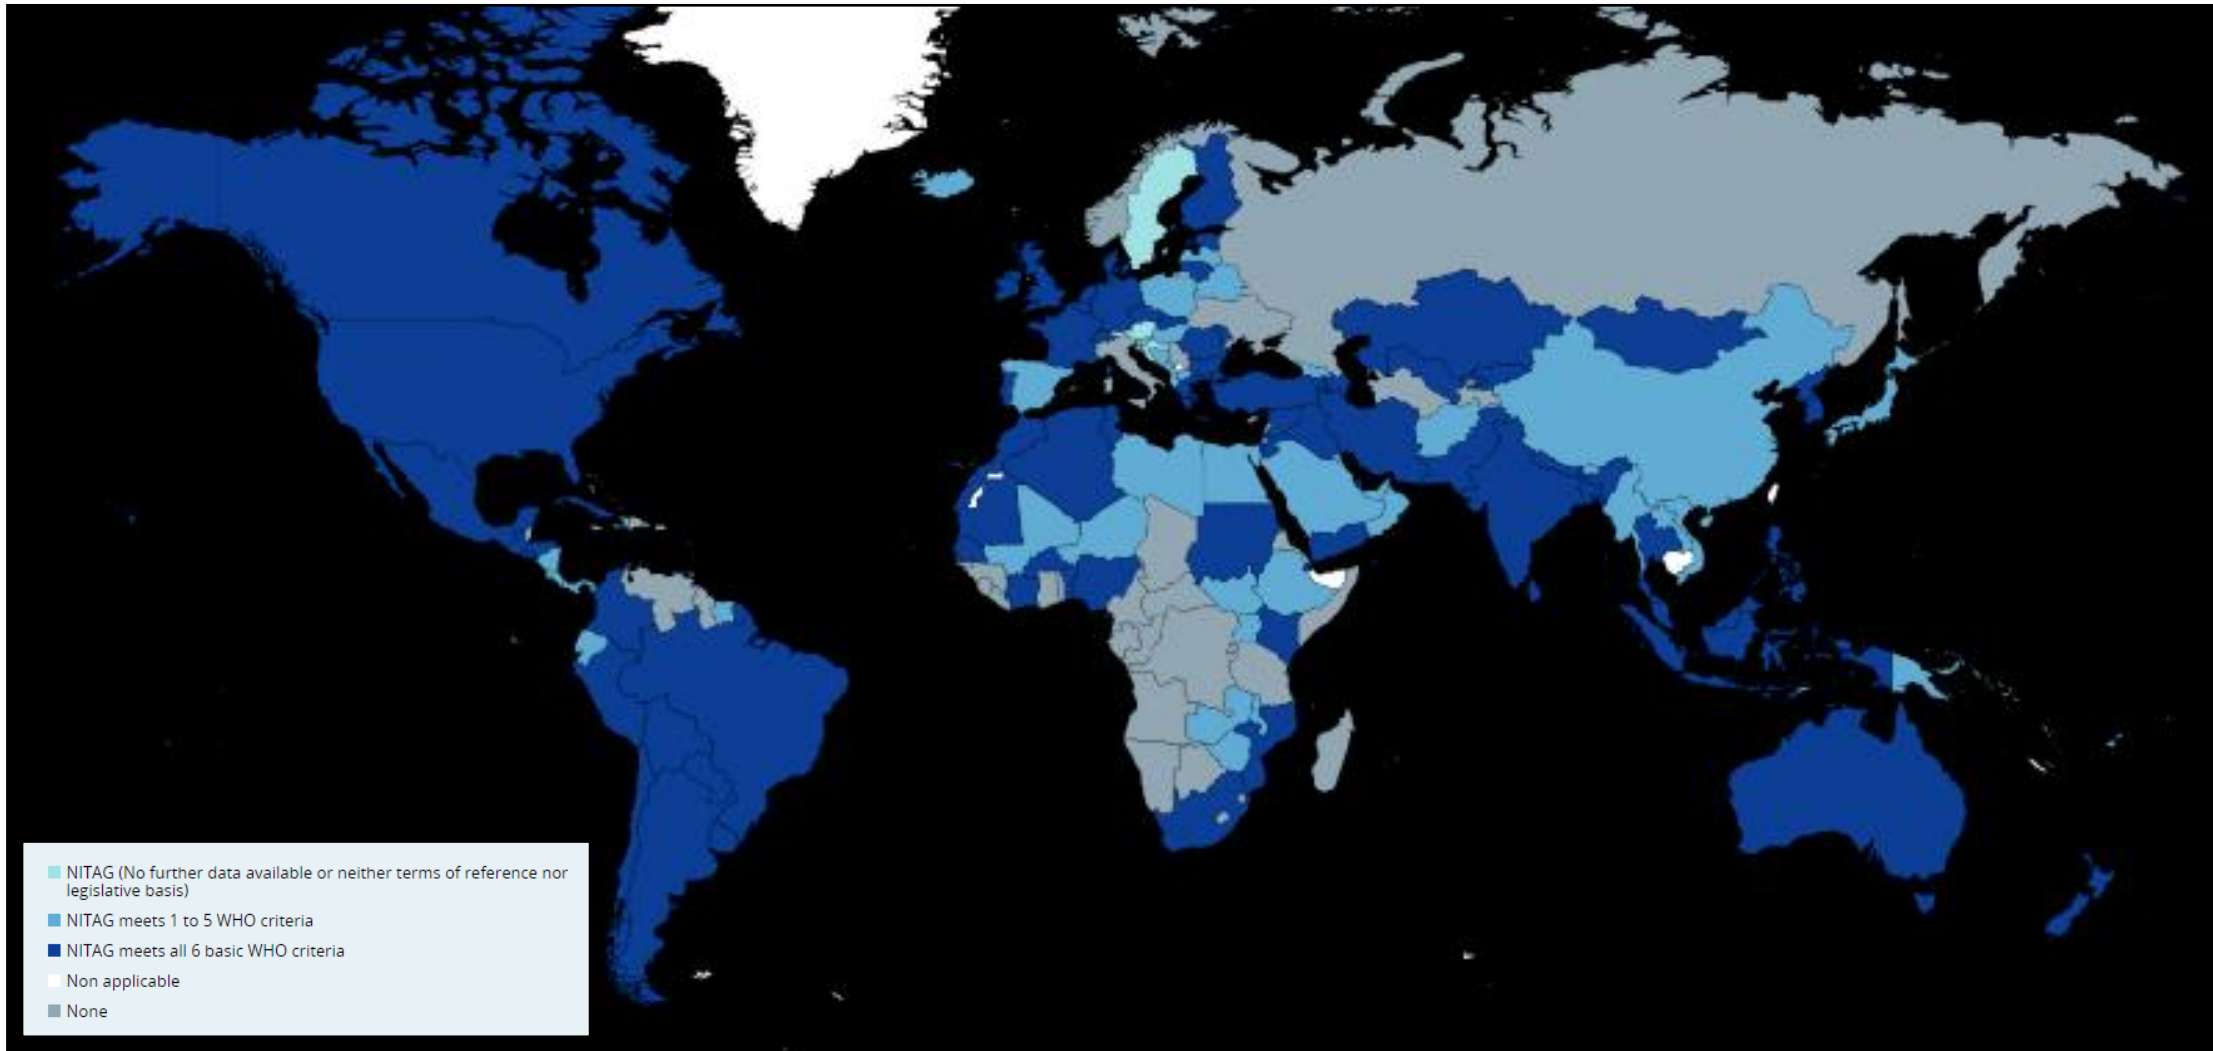 NITAG (No further data available or neither terms of reference nor
legislative basis)
NITAG meets 1 to 5 WHO criteria
NITAG meets all 6 basic WHO criteria
Non applicable
None